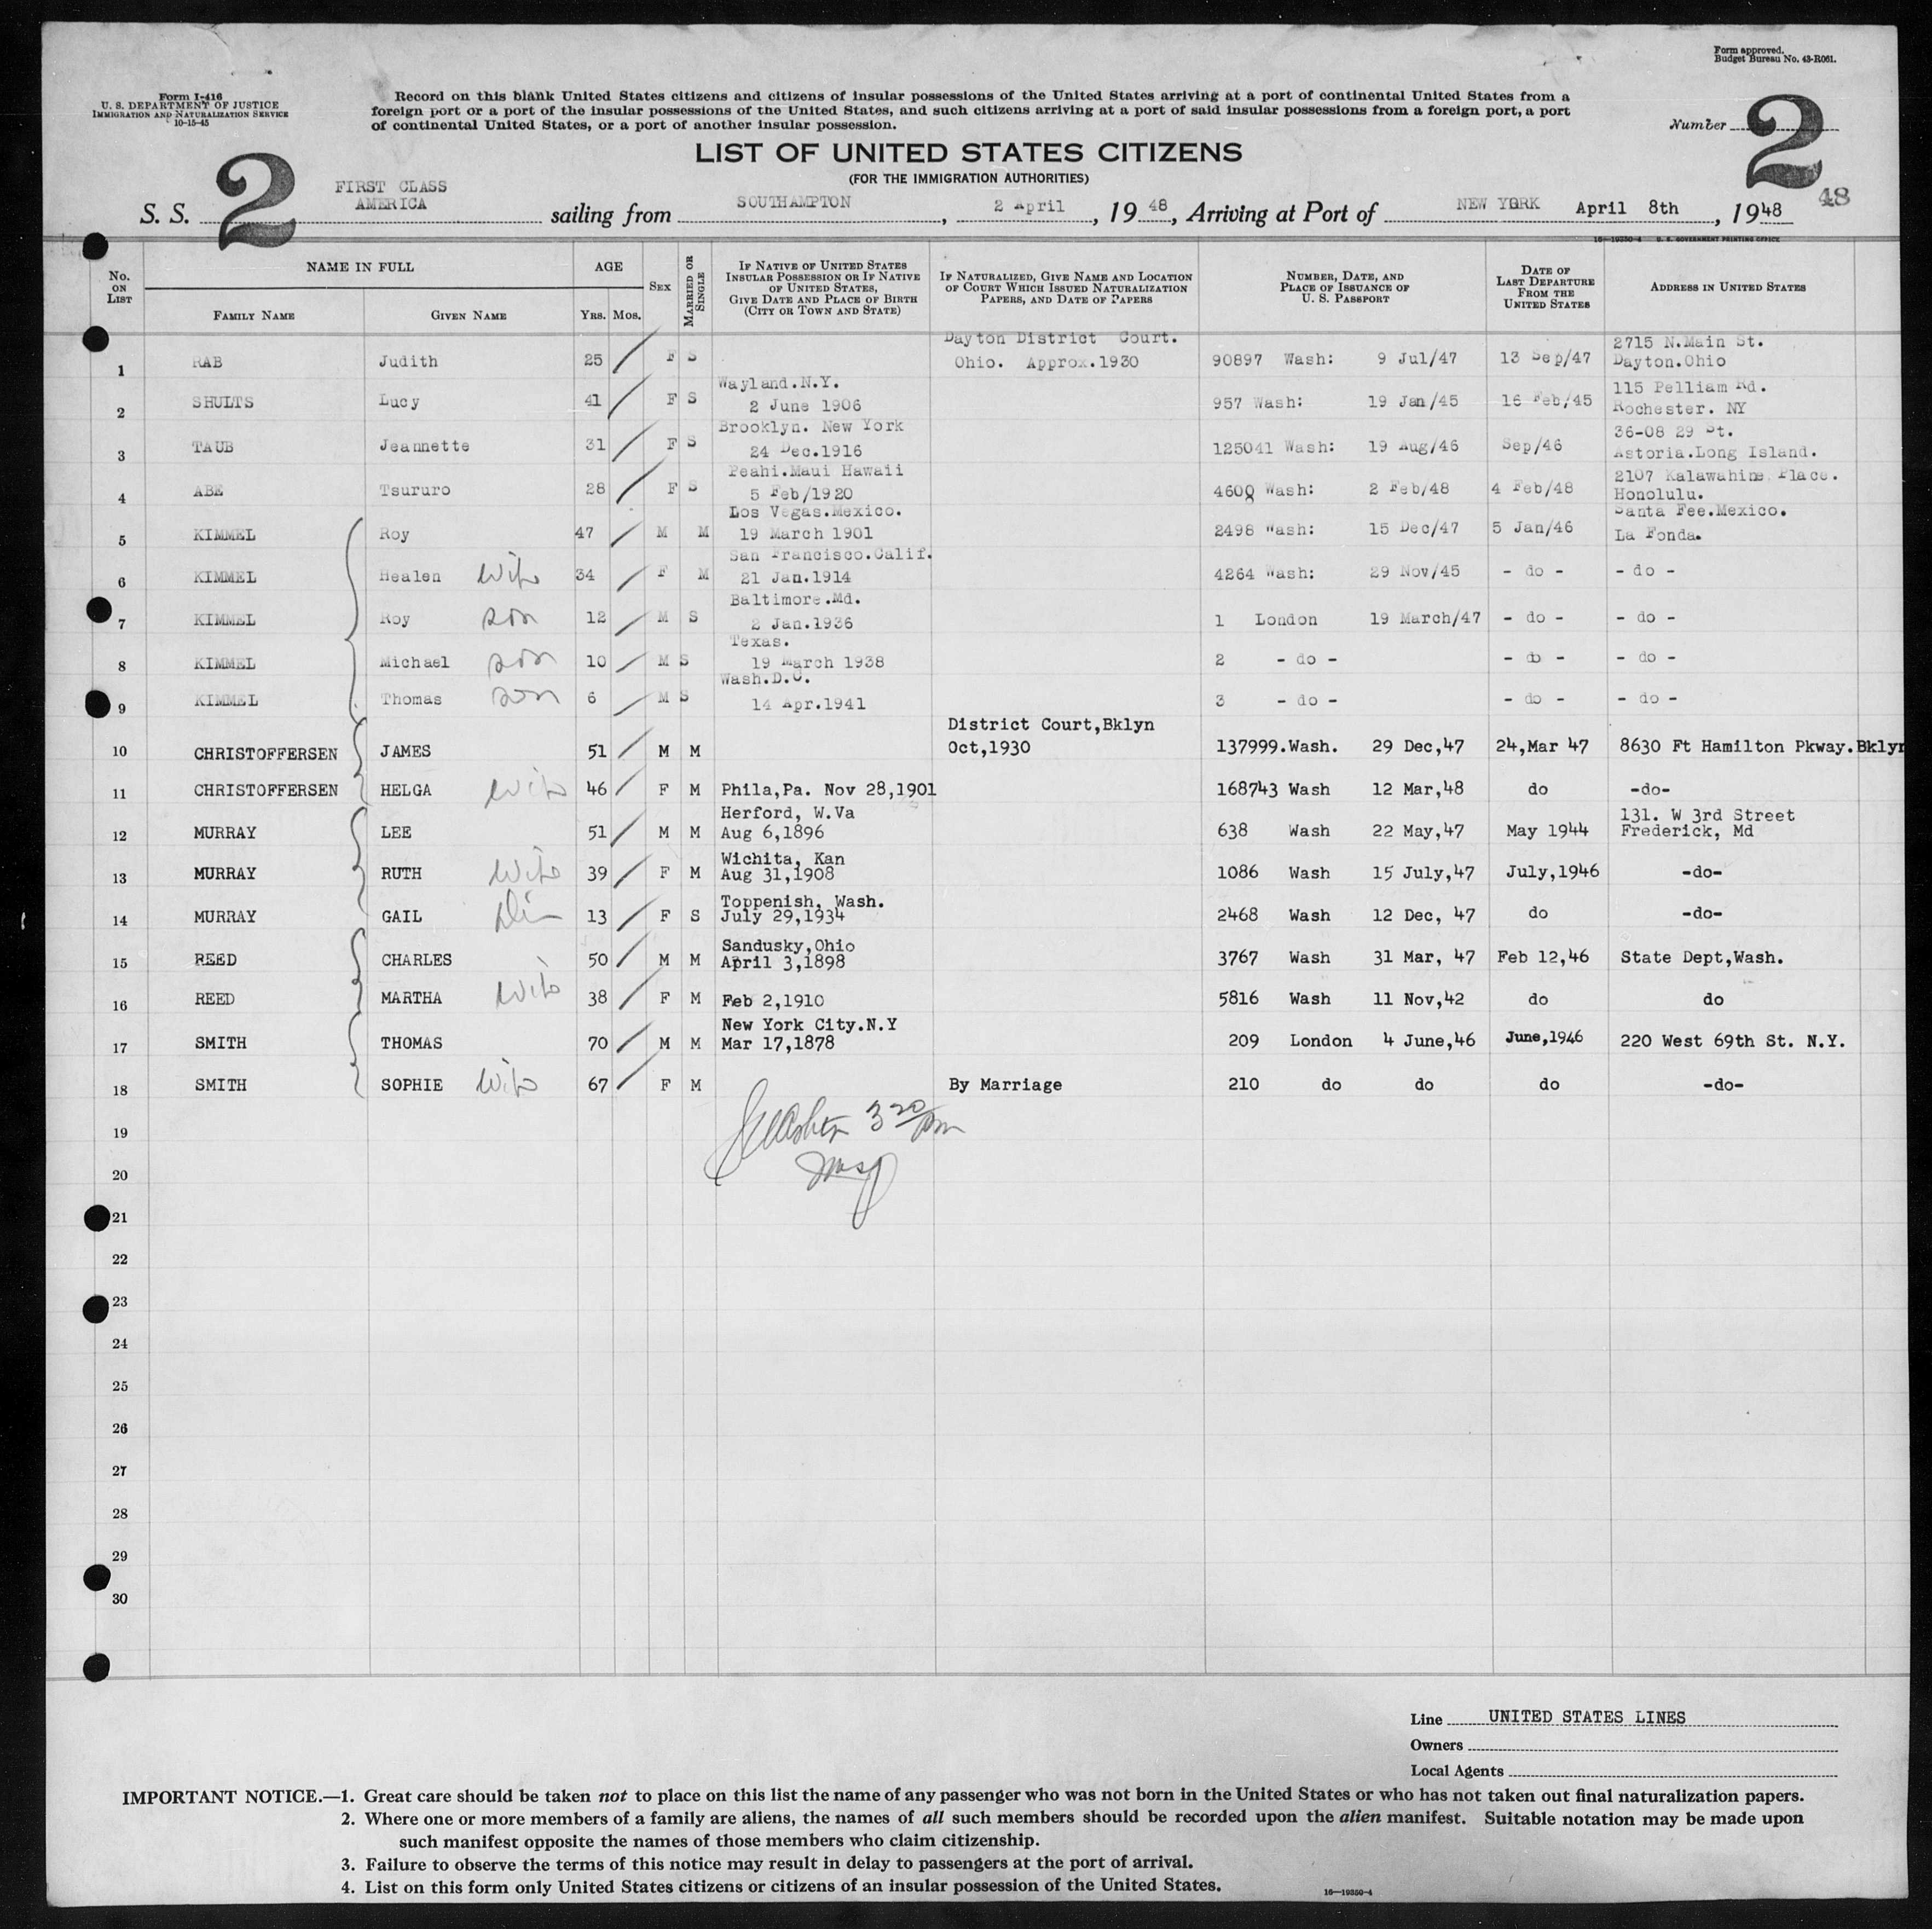 Form approved.
Budget Bureau No. 43-R061.
Form I-416
U. S. DEPARTMENT OF JUSTICE
IMMIGRATION AND NATURALIZATION SERVICE
10-15-45
Record on this blank United States citizens and citizens of insular possessions of the United States arriving at a port of continental United States from a
foreign port or a port of the insular possessions of the United States, and such citizens arriving at a port of said insular possessions from a foreign port, a port
of continental United States, or a port of another insular possession.
Number 2
LIST OF UNITED STATES CITIZENS
(FOR THE IMMIGRATION AUTHORITIES)
2
48
FIRST CLASS
S. S. AMERICA sailing from SOUTHAMPTON, 2 April, 19 48, Arriving at Port of NEW YORK April 8th, 1948
16—19350-4 U. S. GOVERNMENT PRINTING OFFICE
No. ON LIST
NAME IN FULL
FAMILY NAME
GIVEN NAME
AGE
YRS. MOS.
SEX
MARRIED OR SINGLE
IF NATIVE OF UNITED STATES INSULAR POSSESSION OR IF NATIVE OF UNITED STATES, GIVE DATE AND PLACE OF BIRTH (CITY OR TOWN AND STATE)
IF NATURALIZED, GIVE NAME AND LOCATION OF COURT WHICH ISSUED NATURALIZATION PAPERS, AND DATE OF PAPERS
NUMBER, DATE, AND PLACE OF ISSUANCE OF U. S. PASSPORT
DATE OF LAST DEPARTURE FROM THE UNITED STATES
ADDRESS IN UNITED STATES
Dayton District Court. 2715 N.Main St.
1 RAB Judith 25 F S Ohio. Approx.1930 90897 Wash: 9 Jul/47 13 Sep/47 Dayton.Ohio
Wayland.N.Y. 115 Pelliam Rd.
2 SHULTS Lucy 41 F S 2 June 1906 957 Wash: 19 Jan/45 16 Feb/45 Rochester. NY
Brooklyn. New York 36-08 29 St.
3 TAUB Jeannette 31 F S 24 Dec.1916 125041 Wash: 19 Aug/46 Sep/46 Astoria.Long Island.
Peahi.Maui Hawaii 2107 Kalawahine Place.
4 ABE Tsururo 28 F S 5 Feb/1920 4600 Wash: 2 Feb/48 4 Feb/48 Honolulu.
Los Vegas.Mexico. Santa Fee.Mexico.
5 KIMMEL Roy 47 M M 19 March 1901 2498 Wash: 15 Dec/47 5 Jan/46 La Fonda.
San Francisco.Calif.
6 KIMMEL Healen wife 34 F M 21 Jan.1914 4264 Wash: 29 Nov/45 - do - - do -
Baltimore.Md.
7 KIMMEL Roy son 12 M S 2 Jan.1936 1 London 19 March/47 - do - - do -
Texas.
8 KIMMEL Michael son 10 M S 19 March 1938 2 - do - - do - - do -
Wash.D.C.
9 KIMMEL Thomas son 6 M S 14 Apr.1941 3 - do - - do - - do -
District Court,Bklyn
10 CHRISTOFFERSEN JAMES 51 M M Oct,1930 137999.Wash. 29 Dec,47 24,Mar 47 8630 Ft Hamilton Pkway.Bklyn
11 CHRISTOFFERSEN HELGA wife 46 F M Phila,Pa. Nov 28,1901 168743 Wash 12 Mar,48 do -do-
Herford, W.Va 131. W 3rd Street
12 MURRAY LEE 51 M M Aug 6,1896 638 Wash 22 May,47 May 1944 Frederick, Md
Wichita, Kan
13 MURRAY RUTH wife 39 F M Aug 31,1908 1086 Wash 15 July,47 July,1946 -do-
Toppenish, Wash.
14 MURRAY GAIL 13 F S July 29,1934 2468 Wash 12 Dec, 47 do -do-
Sandusky,Ohio
15 REED CHARLES 50 M M April 3,1898 3767 Wash 31 Mar, 47 Feb 12,46 State Dept,Wash.
16 REED MARTHA wife 38 F M Feb 2,1910 5816 Wash 11 Nov,42 do do
New York City.N.Y
17 SMITH THOMAS 70 M M Mar 17,1878 209 London 4 June,46 June,1946 220 West 69th St. N.Y.
18 SMITH SOPHIE wife 67 F M By Marriage 210 do do do -do-
19
20
21
22
23
24
25
26
27
28
29
30
Line UNITED STATES LINES
Owners
Local Agents
IMPORTANT NOTICE.—1. Great care should be taken not to place on this list the name of any passenger who was not born in the United States or who has not taken out final naturalization papers.
2. Where one or more members of a family are aliens, the names of all such members should be recorded upon the alien manifest. Suitable notation may be made upon
such manifest opposite the names of those members who claim citizenship.
3. Failure to observe the terms of this notice may result in delay to passengers at the port of arrival.
4. List on this form only United States citizens or citizens of an insular possession of the United States.
16—19350-4